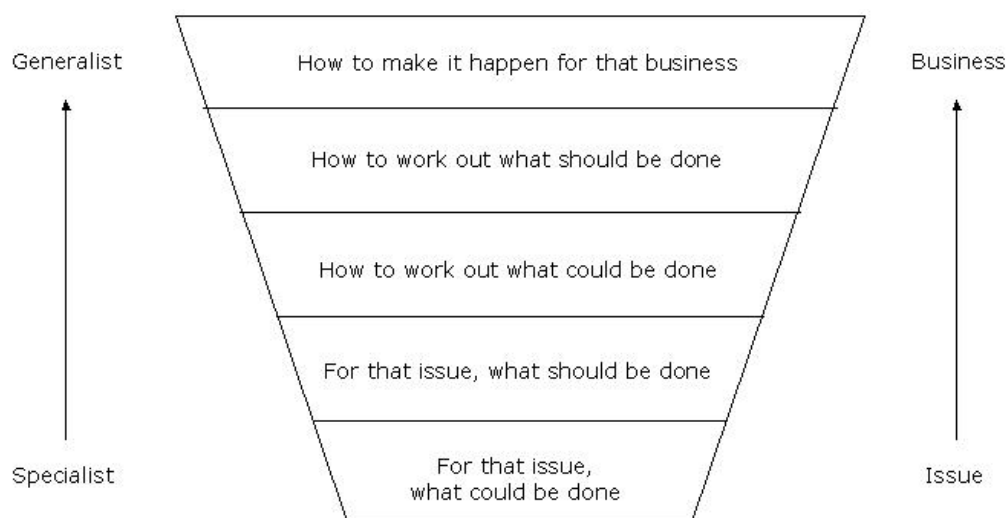 Generalist
How to make it happen for that business
Business
How to work out what should be done
How to work out what could be done
For that issue, what should be done
Specialist
For that issue,
what could be done
Issue